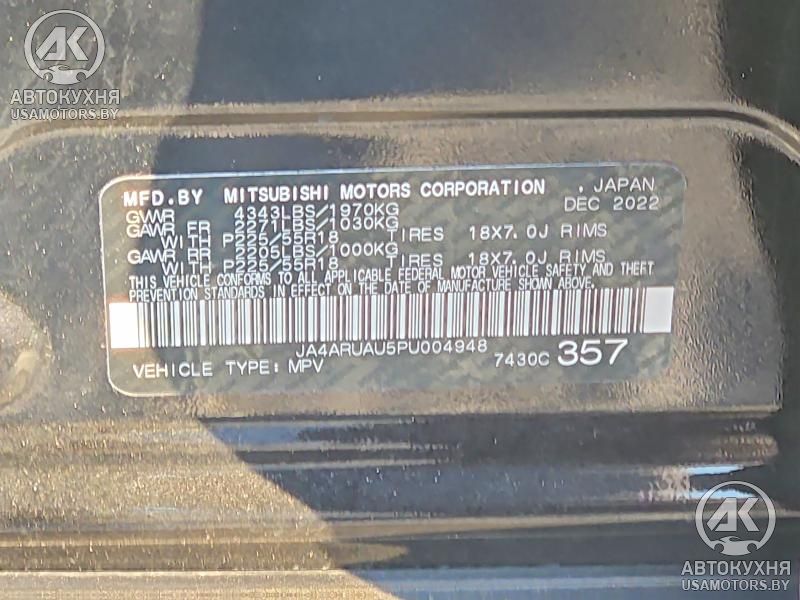 АК
АВТОКУХНЯ
USAMOTORS.BY
MFD.BY MITSUBISHI MOTORS CORPORATION . JAPAN
GVWR 4343LBS/1970KG DEC 2022
GAWR FR 2271LBS/1030KG
WITH P225/55R18 TIRES 18X7.0J RIMS
GAWR RR 2205LBS/1000KG
WITH P225/55R18 TIRES 18X7.0J RIMS
THIS VEHICLE CONFORMS TO ALL APPLICABLE FEDERAL MOTOR VEHICLE SAFETY AND THEFT
PREVENTION STANDARDS IN EFFECT ON THE DATE OF MANUFACTURE SHOWN ABOVE.
JA4ARUAU5PU004948
VEHICLE TYPE: MPV 7430C 357
АК
АВТОКУХНЯ
USAMOTORS.BY